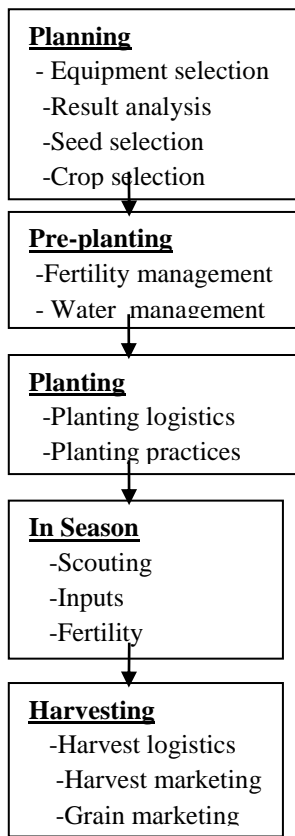 Planning
- Equipment selection
-Result analysis
-Seed selection
-Crop selection
Pre-planting
-Fertility management
- Water management
Planting
-Planting logistics
-Planting practices
In Season
-Scouting
-Inputs
-Fertility
Harvesting
-Harvest logistics
-Harvest marketing
-Grain marketing